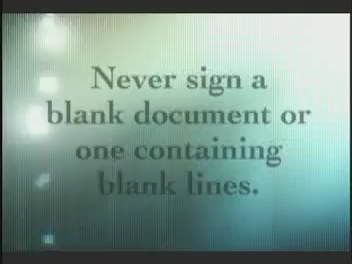 Never sign a
blank document or
one containing
blank lines.